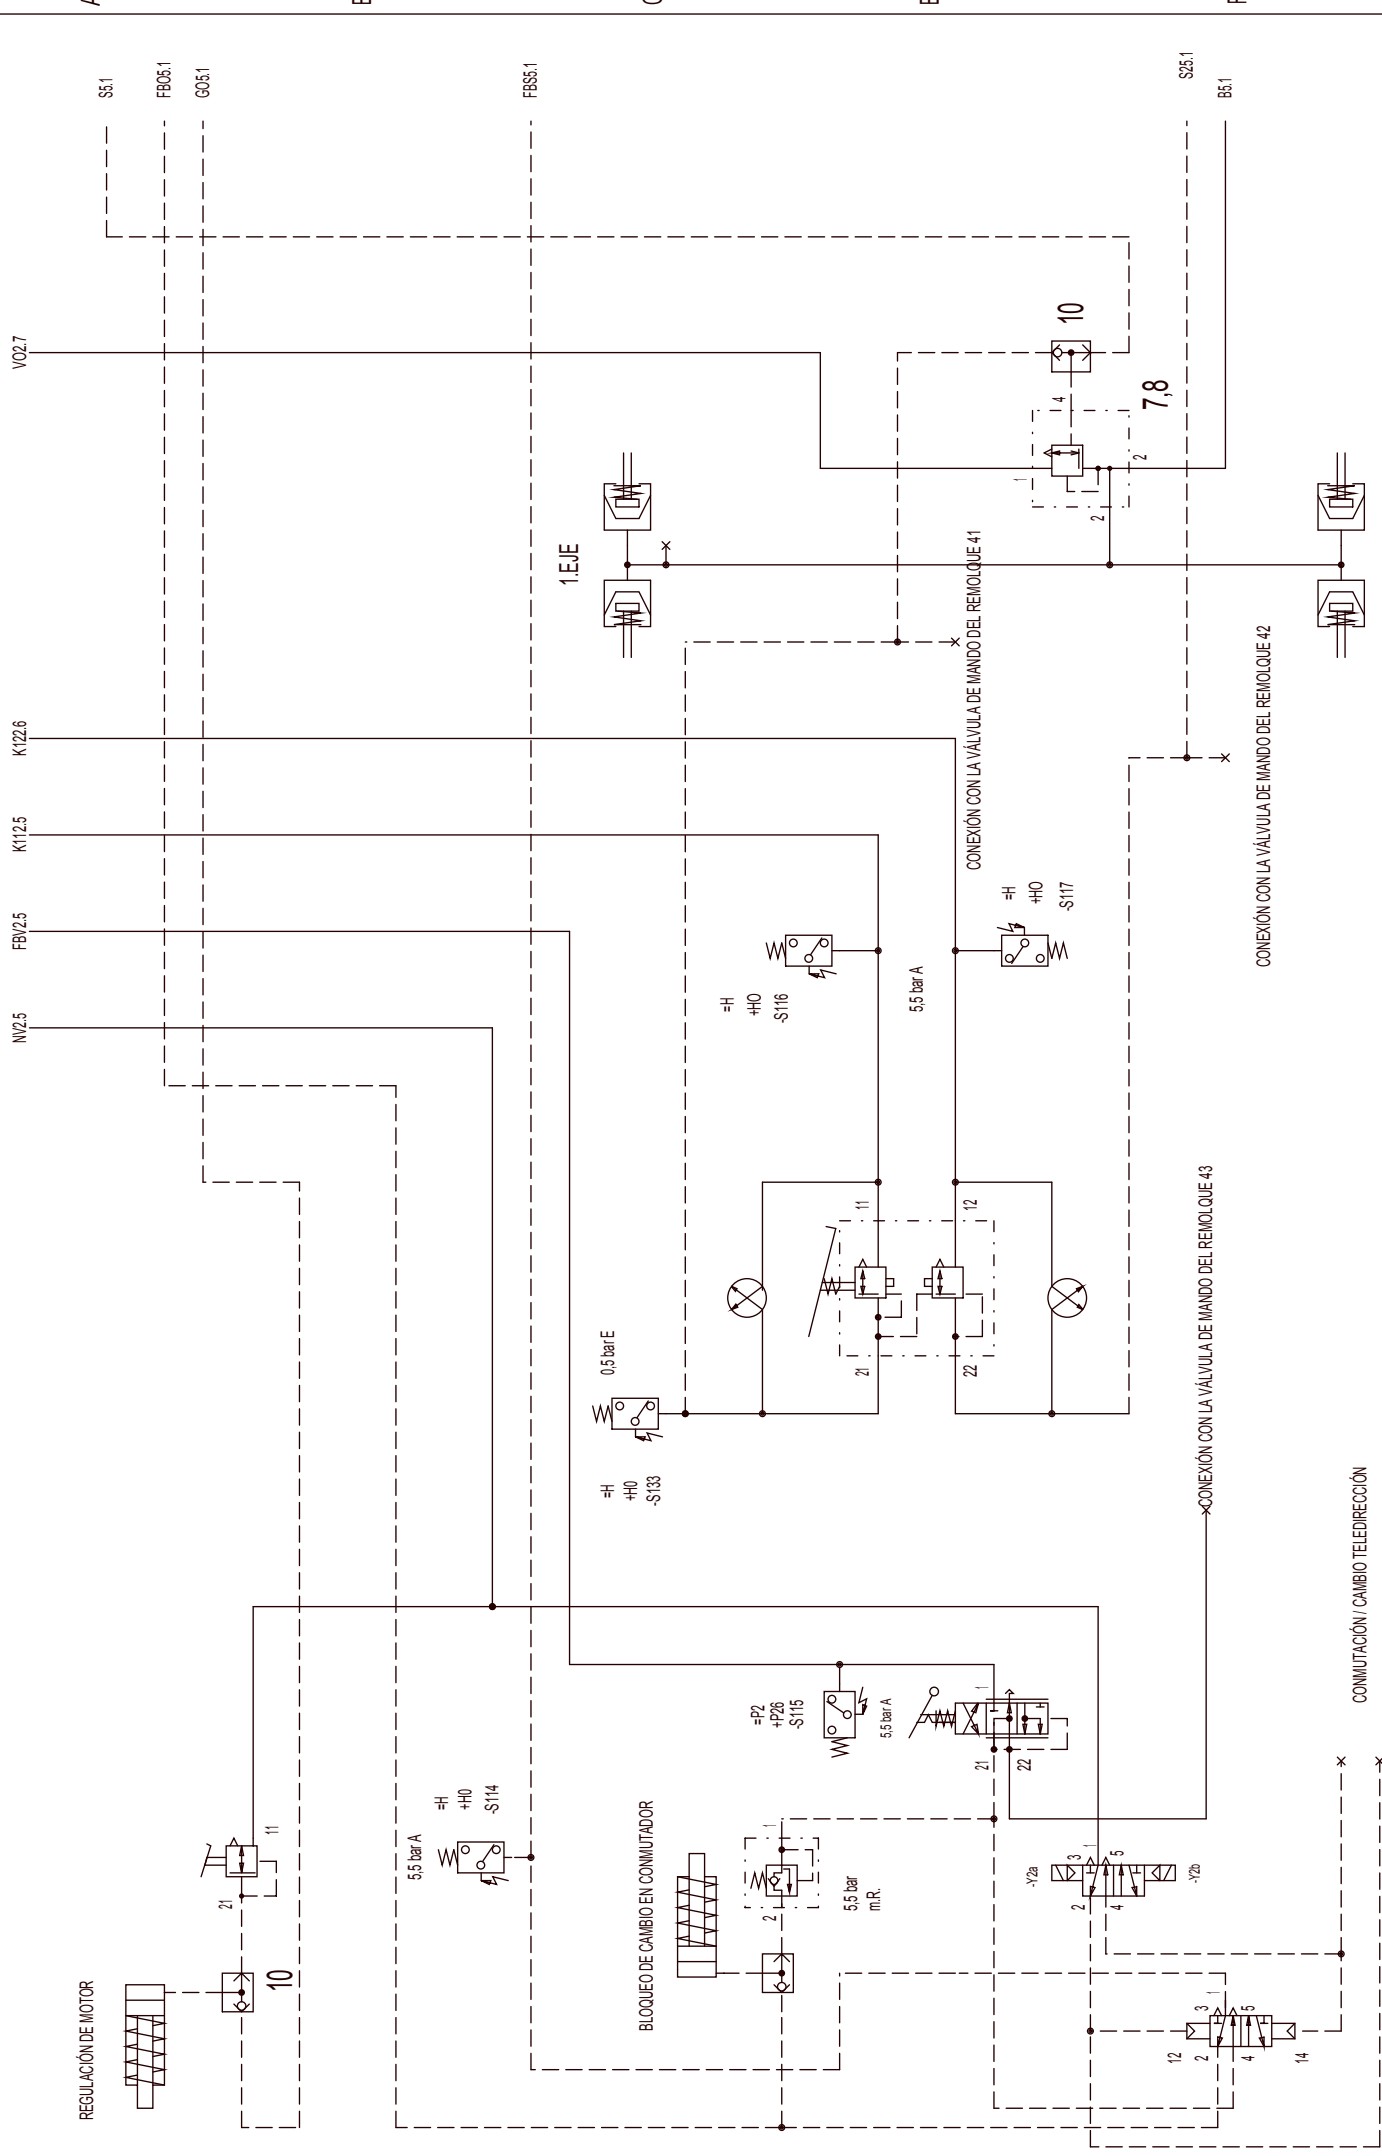 S5.1
FBO5.1
GO5.1
FBS5.1
S25.1
B5.1
VO2.7
K122.6
K112.5
FBV2.5
NV2.5
10
7,8
4
1
2
2
1.EJE
CONEXIÓN CON LA VÁLVULA DE MANDO DEL REMOLQUE 41
CONEXIÓN CON LA VÁLVULA DE MANDO DEL REMOLQUE 42
=H
+HO
-S116
5,5 bar A
=H
+HO
-S117
11
12
21
22
0,5 bar E
=H
+H0
-S133
CONEXIÓN CON LA VÁLVULA DE MANDO DEL REMOLQUE 43
CONMUTACIÓN / CAMBIO TELEDIRECCIÓN
=P2
+P26
-S115
5,5 bar A
1
21
22
=H
+H0
-S114
5,5 bar A
11
21
10
REGULACIÓN DE MOTOR
BLOQUEO DE CAMBIO EN CONMUTADOR
1
2
5,5 bar
m.R.
-Y2a
-Y2b
3
1
5
2
4
3
1
5
12
2
4
14